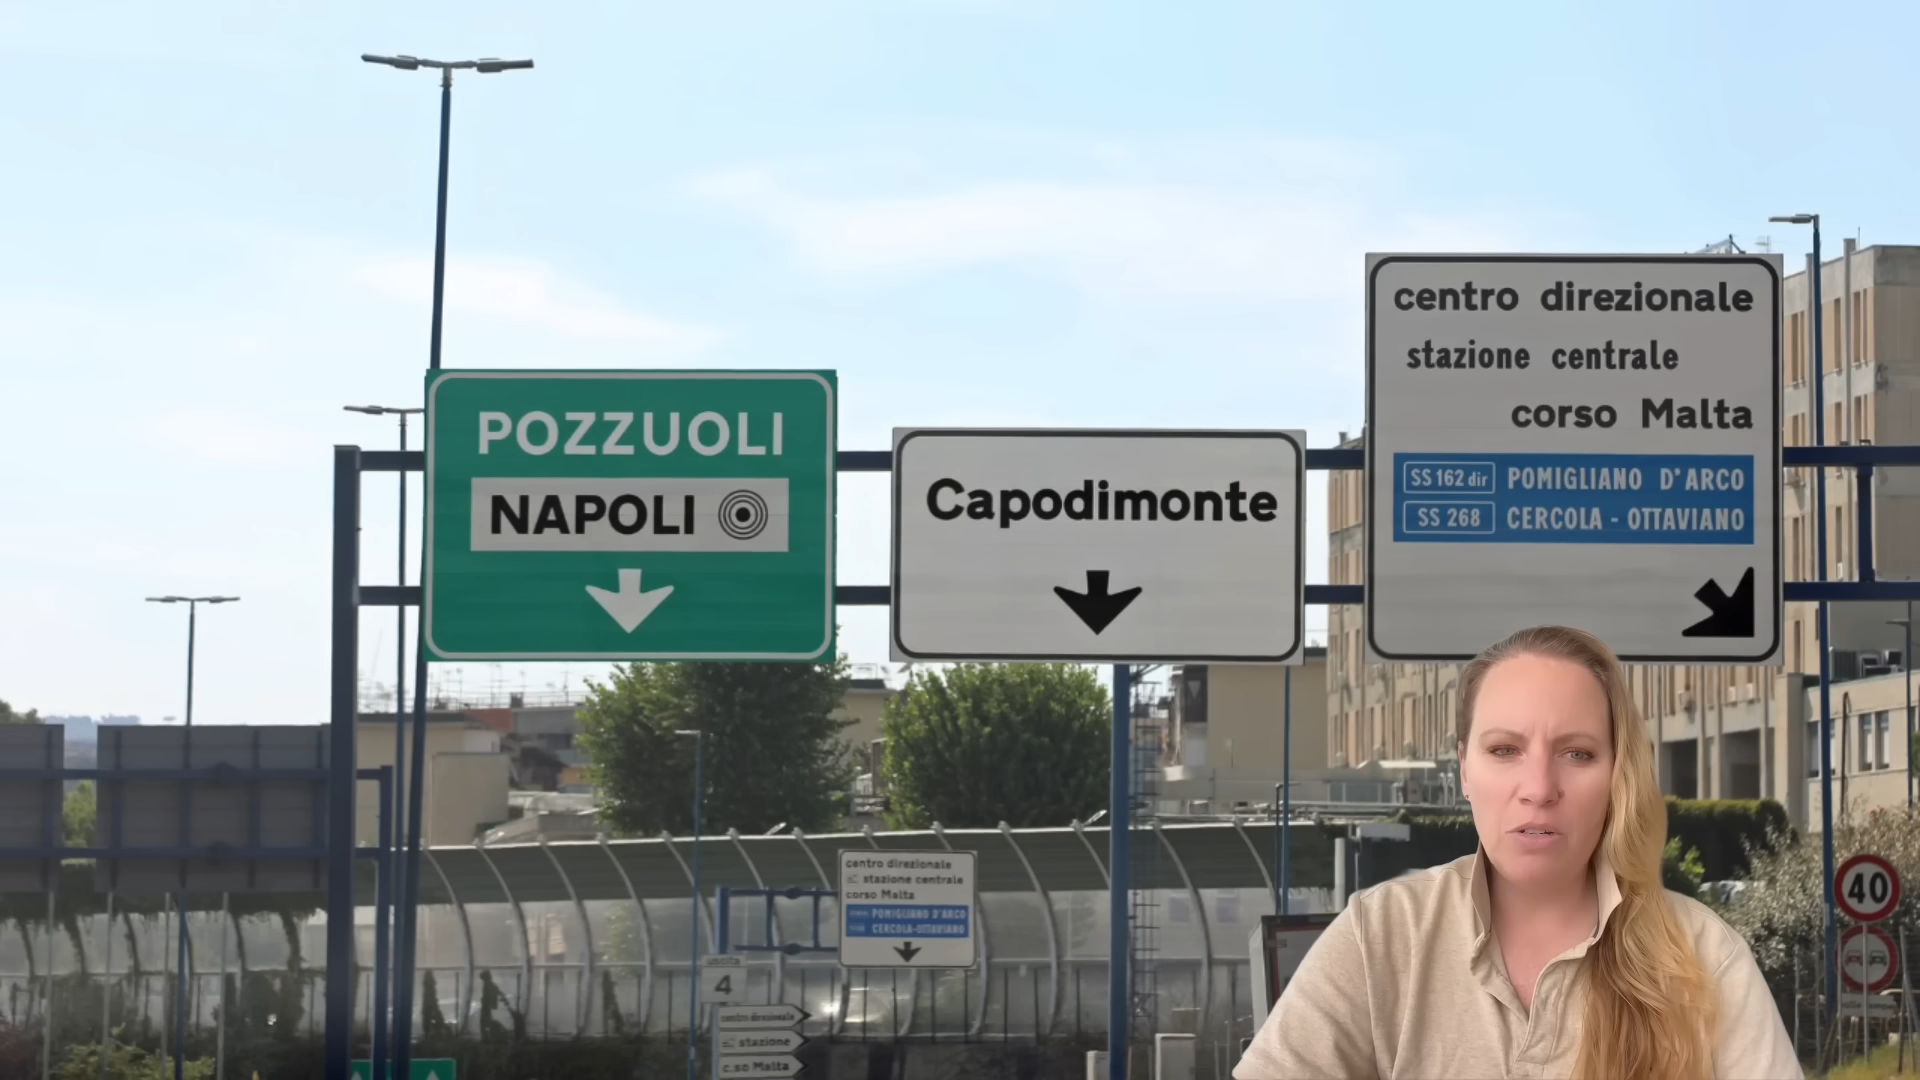 POZZUOLI
NAPOLI
Capodimonte
centro direzionale
stazione centrale
corso Malta
SS 162 dir POMIGLIANO D'ARCO
SS 268 CERCOLA - OTTAVIANO
centro direzionale
stazione centrale
corso Malta
POMIGLIANO D'ARCO
CERCOLA-OTTAVIANO
uscita
4
centro direzionale
stazione
c.so Malta
40